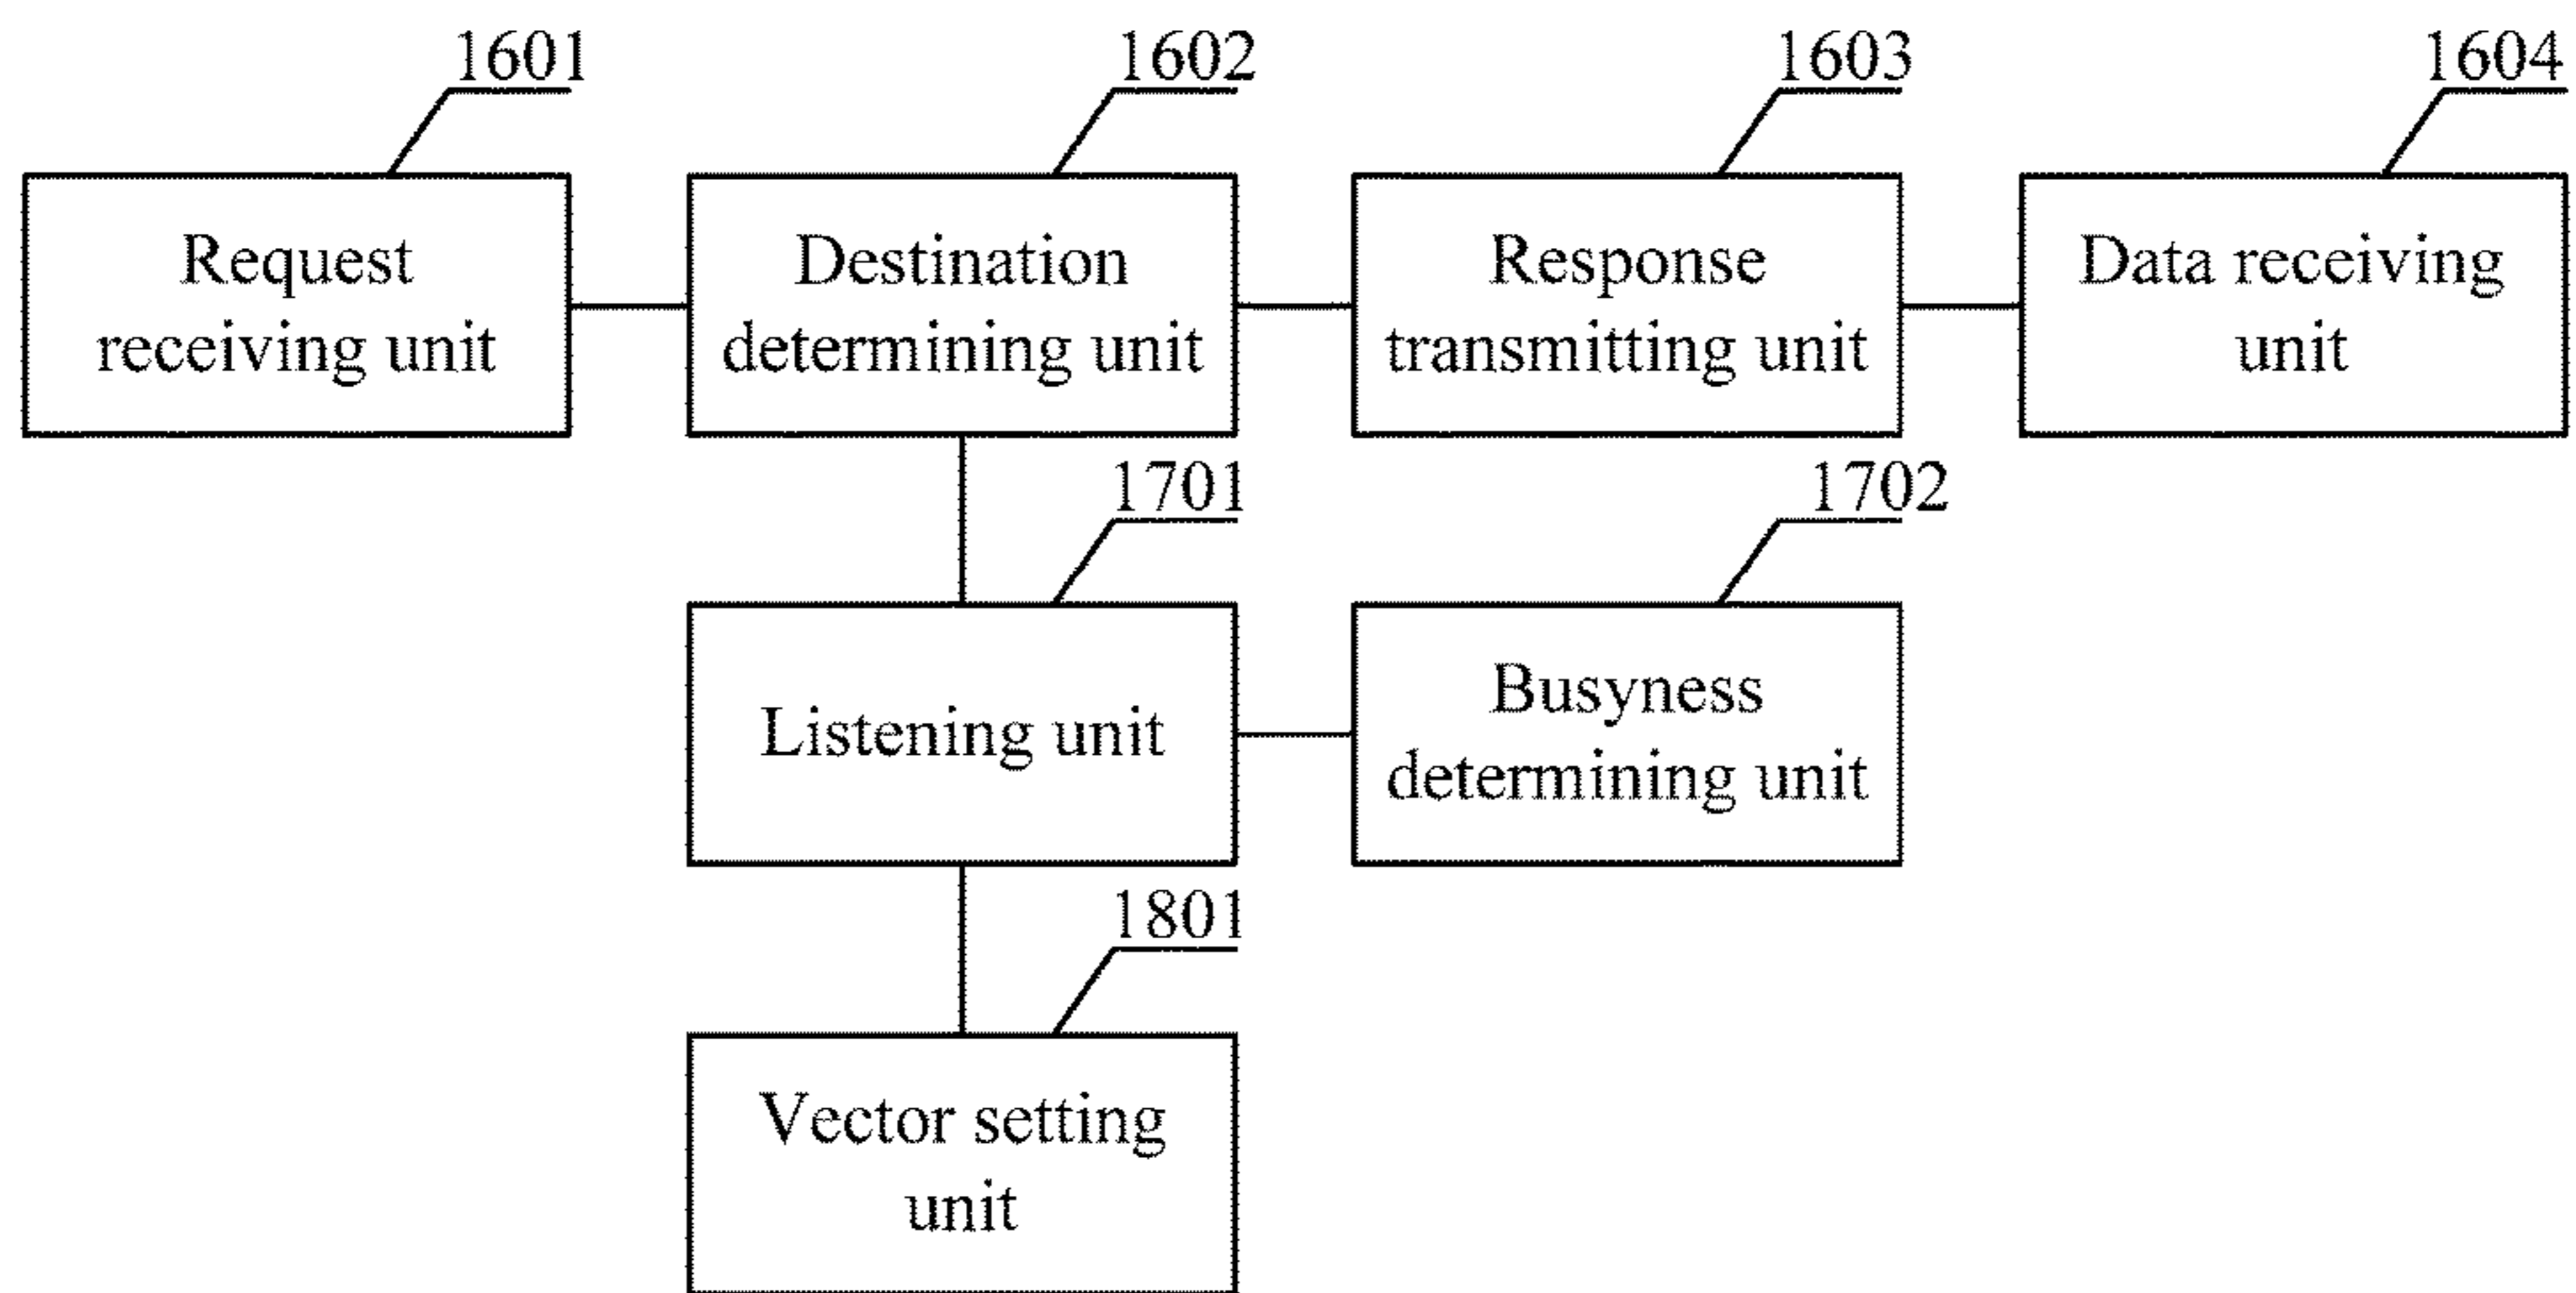 1601
1602
1603
1604
Request
receiving unit
Destination
determining unit
Response
transmitting unit
Data receiving
unit
1701
1702
Listening unit
Busyness
determining unit
1801
Vector setting
unit